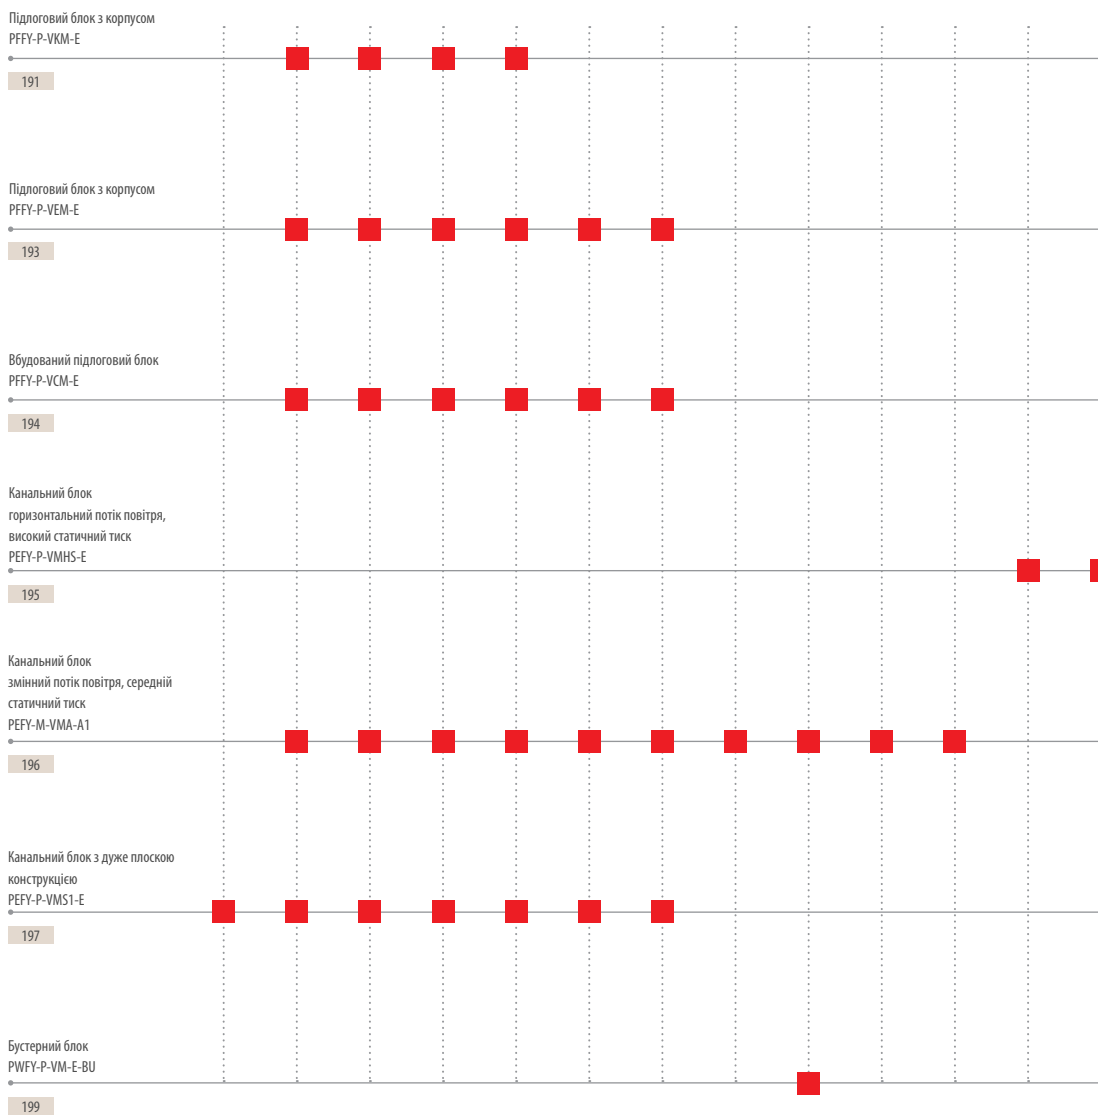 Підлоговий блок з корпусом
PFFY-P-VKM-E
191
Підлоговий блок з корпусом
PFFY-P-VEM-E
193
Вбудований підлоговий блок
PFFY-P-VCM-E
194
Канальний блок
горизонтальний потік повітря,
високий статичний тиск
PEFY-P-VMHS-E
195
Канальний блок
змінний потік повітря, середній
статичний тиск
PEFY-M-VMA-A1
196
Канальний блок з дуже плоскою
конструкцією
PEFY-P-VMS1-E
197
Бустерний блок
PWFY-P-VM-E-BU
199